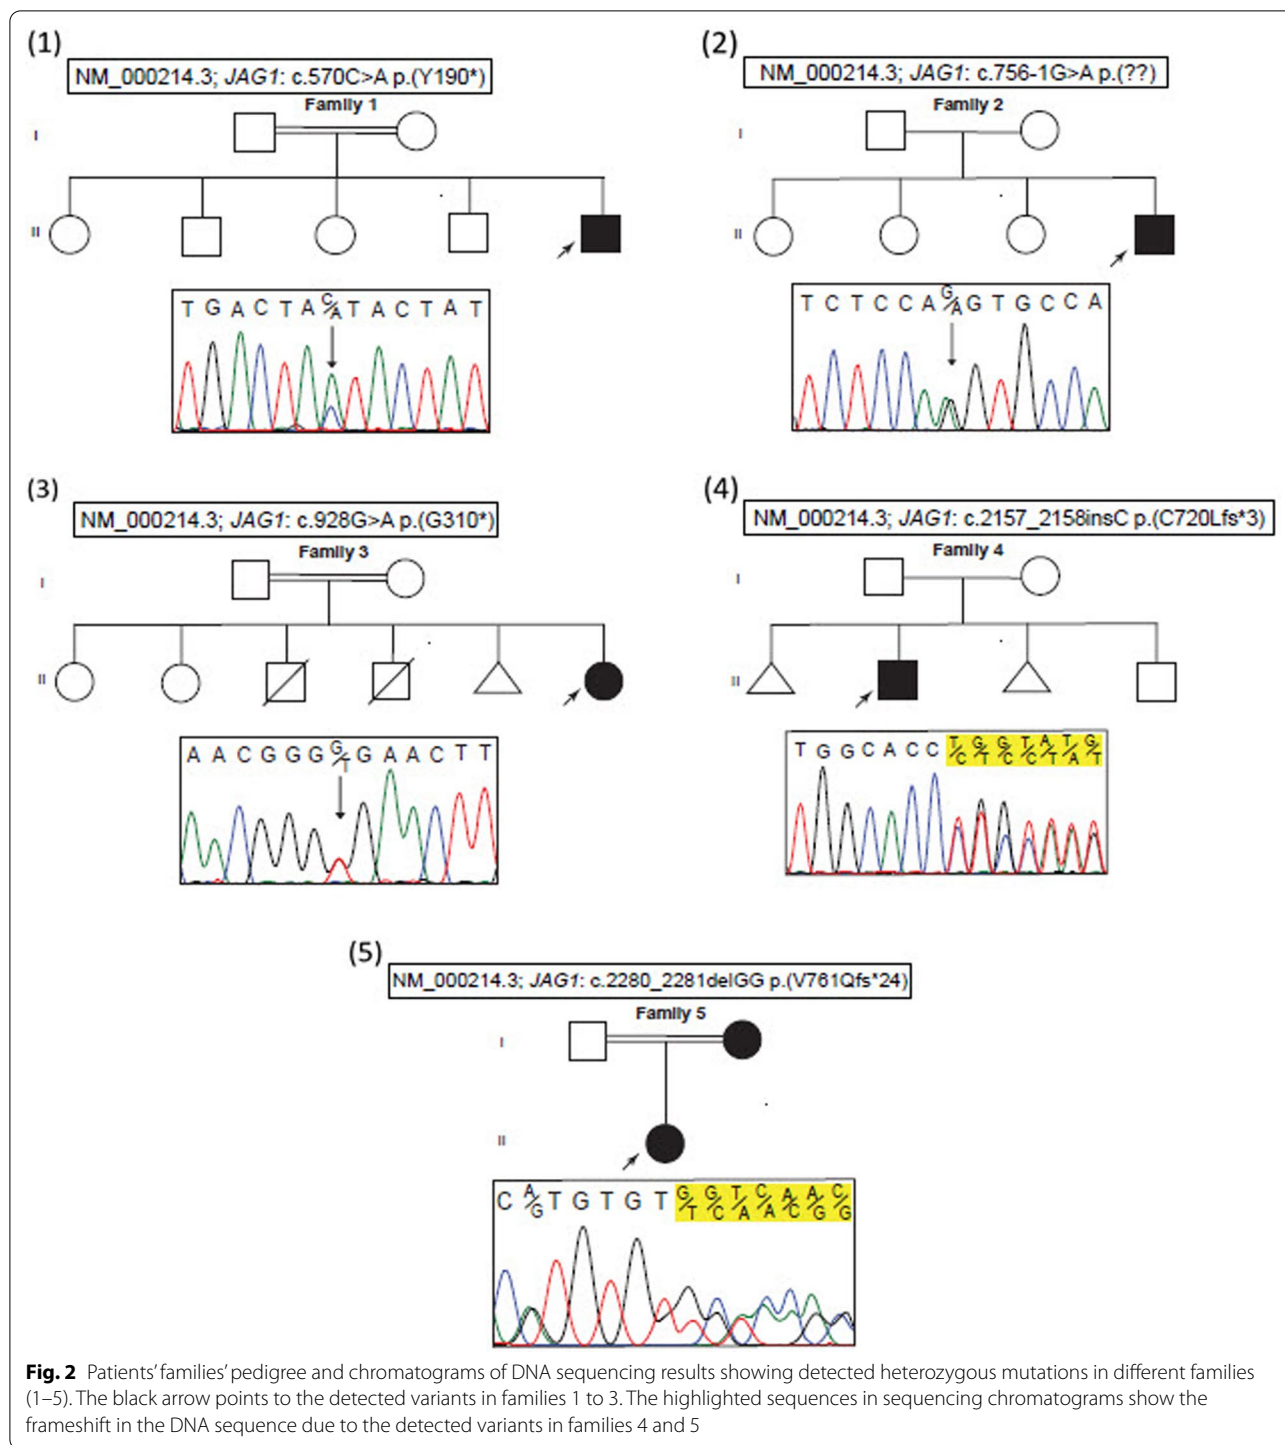 (1)
NM_000214.3; JAG1: c.570C>A p.(Y190*)
Family 1
I
II
T G A C T A C/A T A C T A T
(2)
NM_000214.3; JAG1: c.756-1G>A p.(??)
Family 2
I
II
T C T C C A G/A G T G C C A
(3)
NM_000214.3; JAG1: c.928G>A p.(G310*)
Family 3
I
II
A A C G G G G/T G A A C T T
(4)
NM_000214.3; JAG1: c.2157_2158insC p.(C720Lfs*3)
Family 4
I
II
T G G C A C C T/C G/T G/C T/C A/T T/A G/T
(5)
NM_000214.3; JAG1: c.2280_2281delGG p.(V761Qfs*24)
Family 5
I
II
C A/G T G T G T G/T G/C T/A C/A A/C A/G C/G
Fig. 2 Patients' families' pedigree and chromatograms of DNA sequencing results showing detected heterozygous mutations in different families
(1–5). The black arrow points to the detected variants in families 1 to 3. The highlighted sequences in sequencing chromatograms show the
frameshift in the DNA sequence due to the detected variants in families 4 and 5